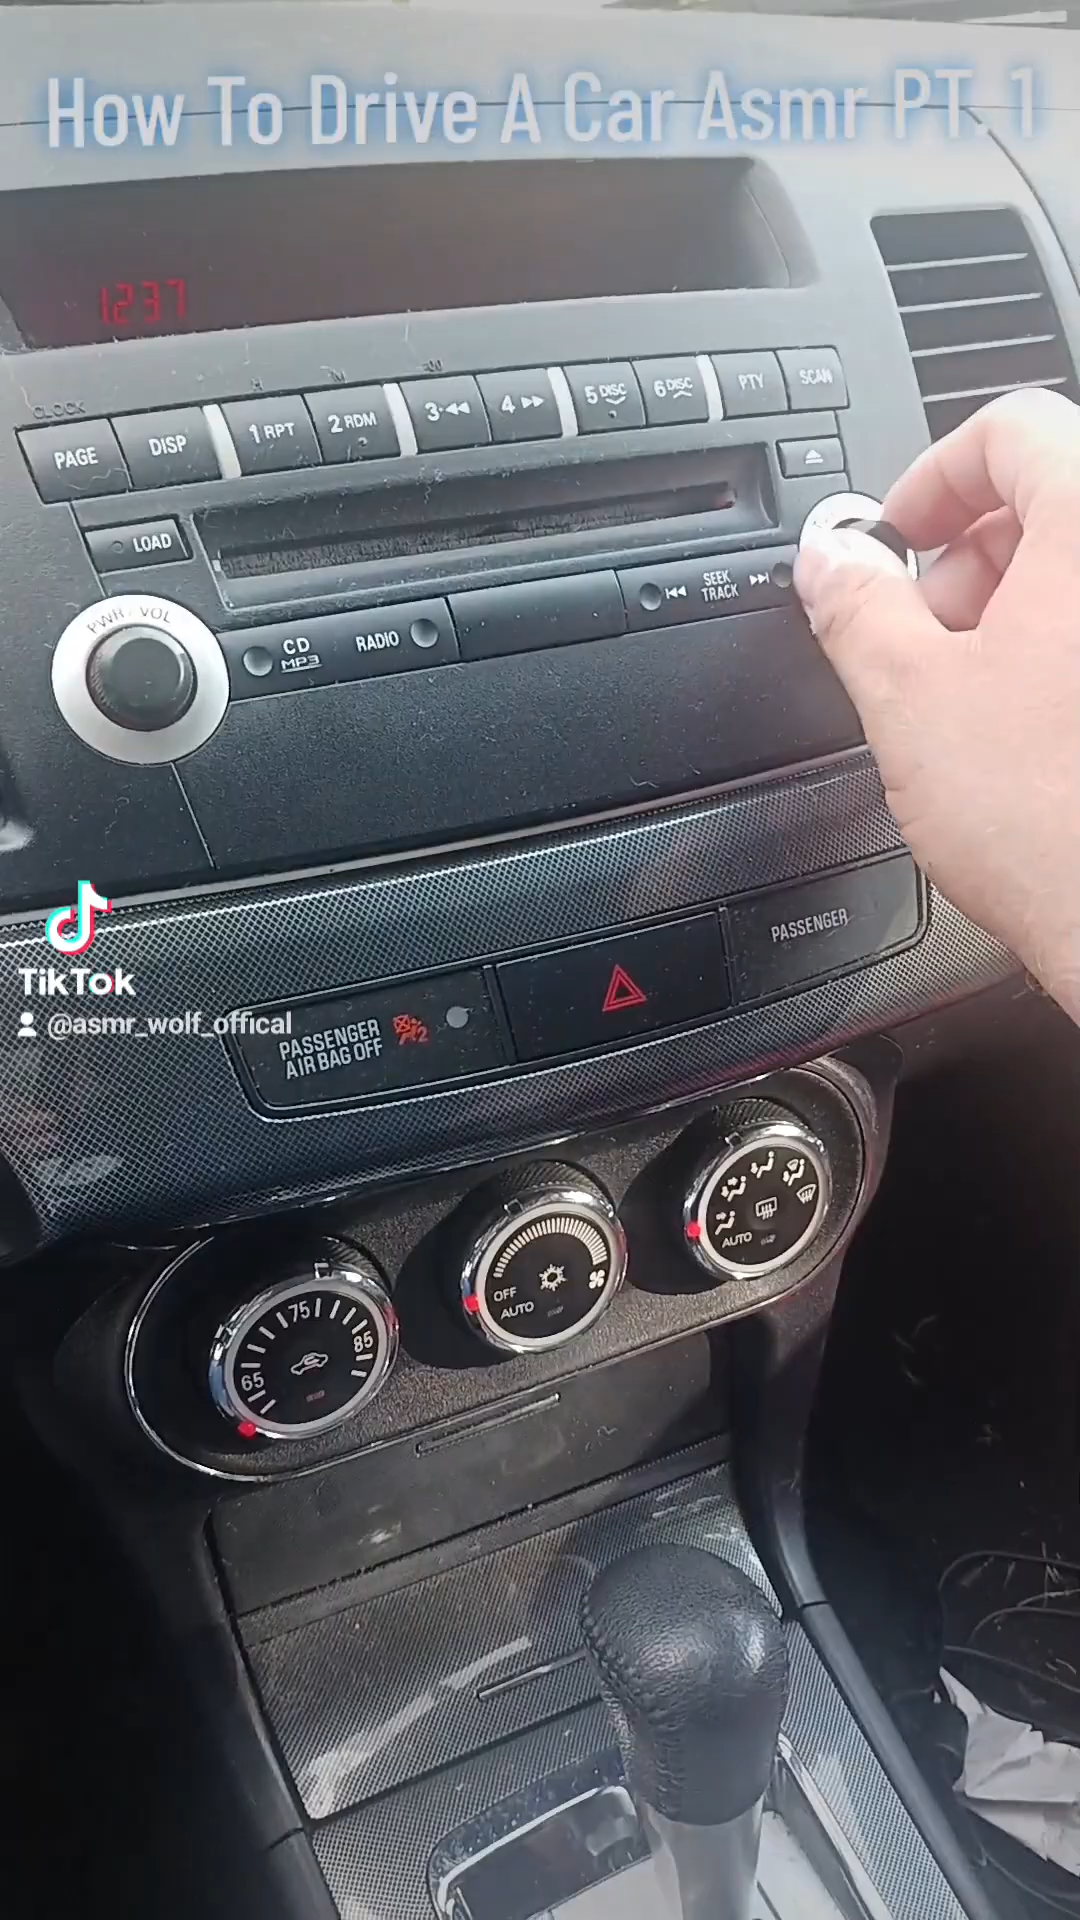 How To Drive A Car Asmr PT. 1
1237
CLOCK
PAGE
DISP
1 RPT
2 RDM
3 ◀◀
4 ▶▶
5 DISC
6 DISC
PTY
SCAN
LOAD
PWR / VOL
CD
MP3
RADIO
SEEK
TRACK
TikTok
@asmr_wolf_offical
PASSENGER
AIR BAG OFF
2
PASSENGER
65
75
85
OFF
AUTO
AUTO